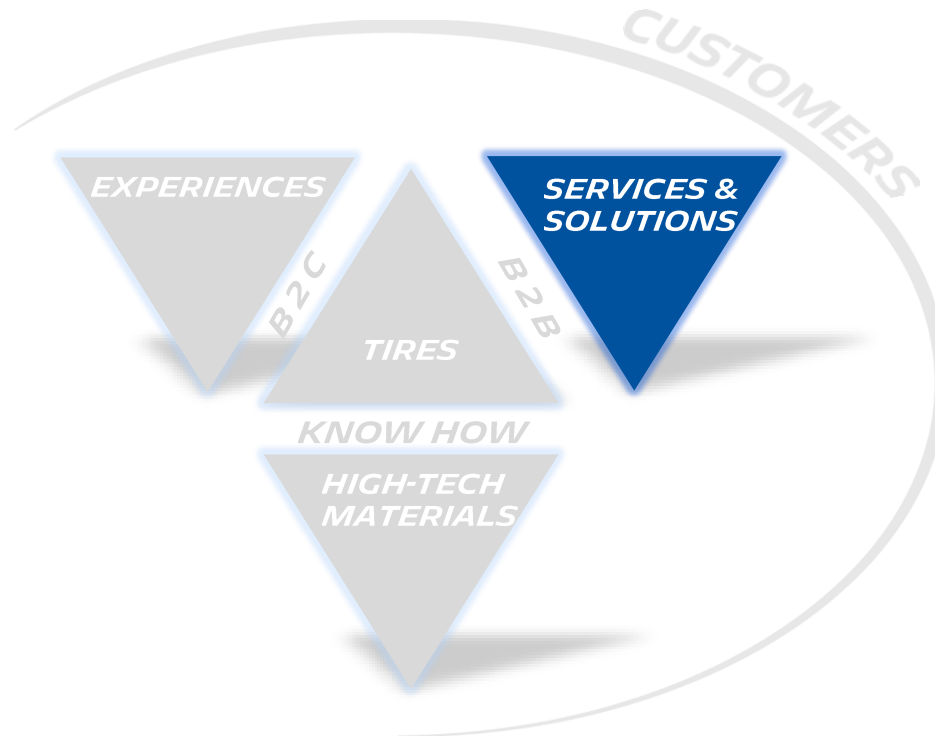 CUSTOMERS
EXPERIENCES
SERVICES &
SOLUTIONS
B2C
B2B
TIRES
KNOW HOW
HIGH-TECH
MATERIALS